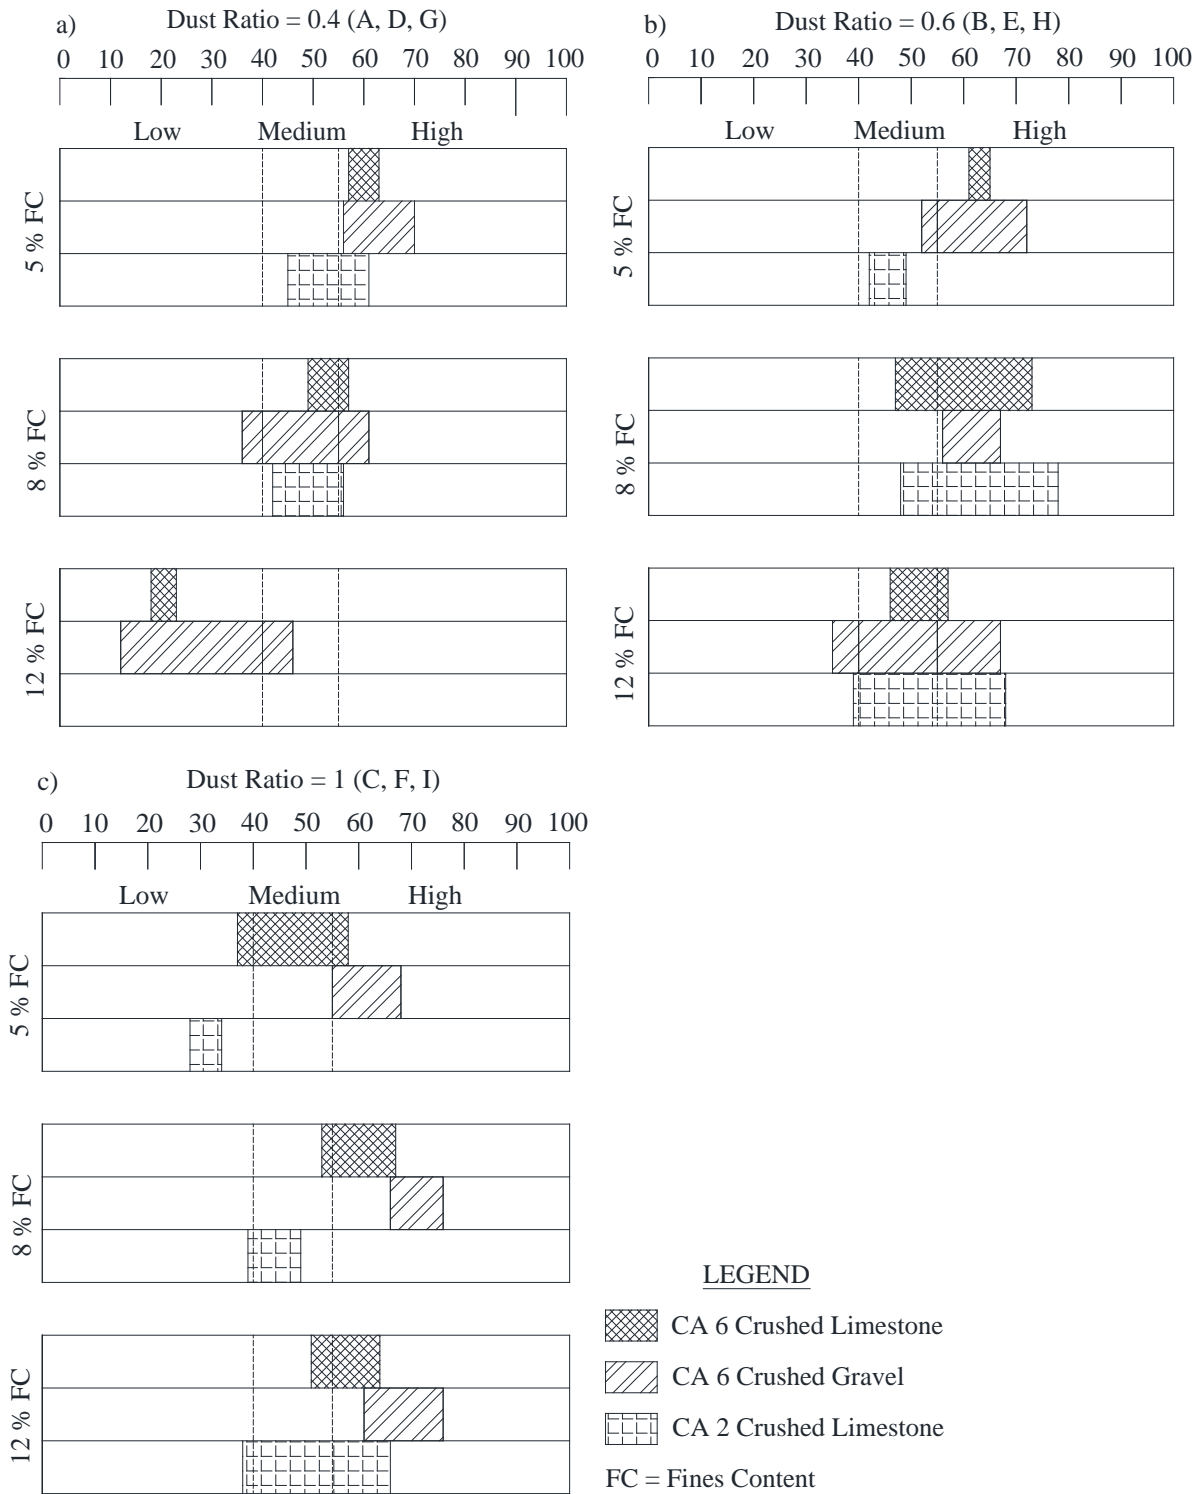 a) Dust Ratio = 0.4 (A, D, G)
0 10 20 30 40 50 60 70 80 90 100
Low Medium High
5 % FC
8 % FC
12 % FC
b) Dust Ratio = 0.6 (B, E, H)
0 10 20 30 40 50 60 70 80 90 100
Low Medium High
5 % FC
8 % FC
12 % FC
c) Dust Ratio = 1 (C, F, I)
0 10 20 30 40 50 60 70 80 90 100
Low Medium High
5 % FC
8 % FC
12 % FC
LEGEND
CA 6 Crushed Limestone
CA 6 Crushed Gravel
CA 2 Crushed Limestone
FC = Fines Content